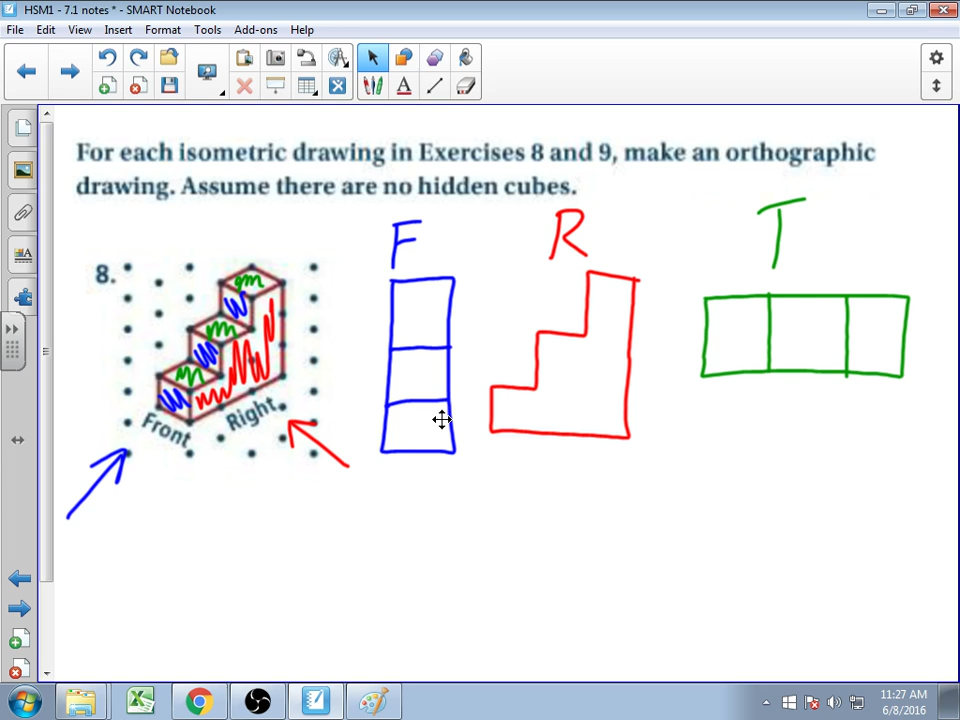 HSM1 - 7.1 notes * - SMART Notebook
File Edit View Insert Format Tools Add-ons Help
For each isometric drawing in Exercises 8 and 9, make an orthographic
drawing. Assume there are no hidden cubes.
F R T
8.
Front Right
11:27 AM
6/8/2016